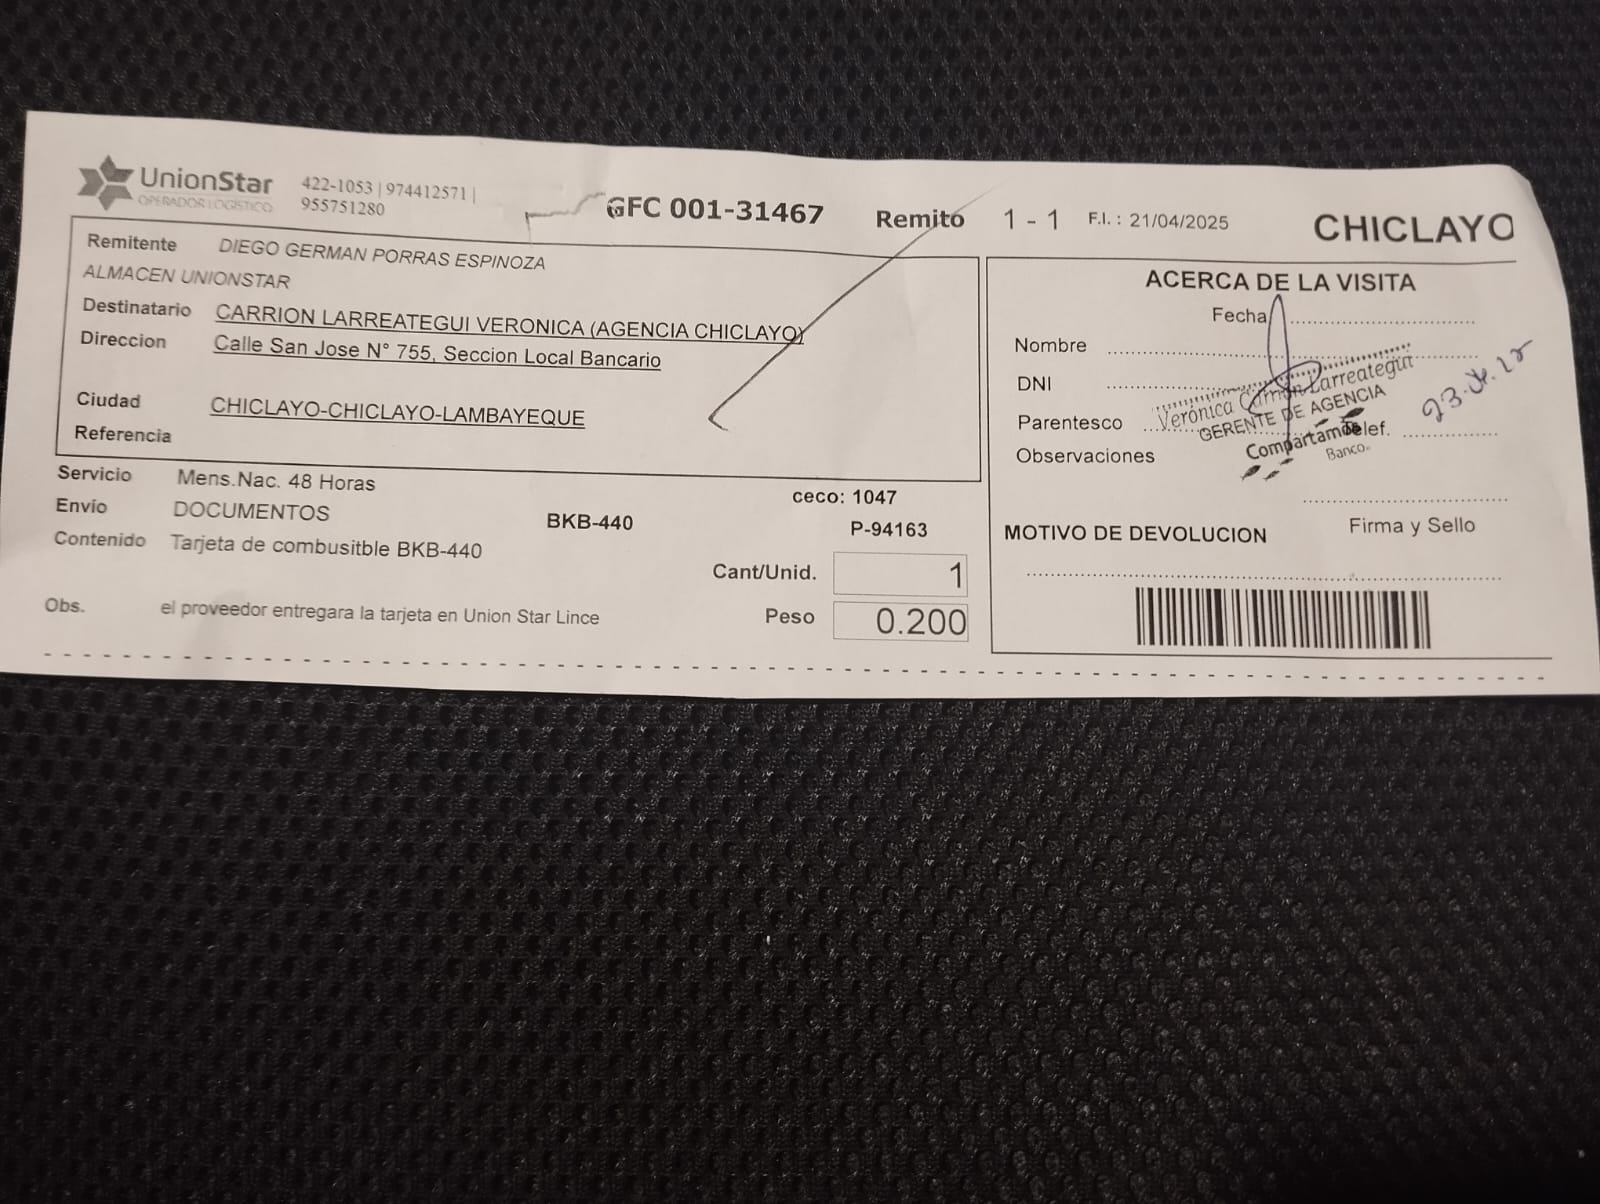 UnionStar
OPERADOR LOGISTICO
422-1053 | 974412571 |
955751280
GFC 001-31467
Remito 1 - 1 F.I. : 21/04/2025
CHICLAYO
Remitente DIEGO GERMAN PORRAS ESPINOZA
ALMACEN UNIONSTAR
Destinatario CARRION LARREATEGUI VERONICA (AGENCIA CHICLAYO)
Direccion Calle San Jose N° 755, Seccion Local Bancario
Ciudad CHICLAYO-CHICLAYO-LAMBAYEQUE
Referencia
Servicio Mens.Nac. 48 Horas
ceco: 1047
Envio DOCUMENTOS BKB-440 P-94163
Contenido Tarjeta de combusitble BKB-440
Cant/Unid. 1
Obs. el proveedor entregara la tarjeta en Union Star Lince
Peso 0.200
ACERCA DE LA VISITA
Fecha
Nombre
DNI
Parentesco
Telef.
Observaciones
Verónica Carrión Larreategui
GERENTE DE AGENCIA
Compartamos
Banco
Firma y Sello
MOTIVO DE DEVOLUCION